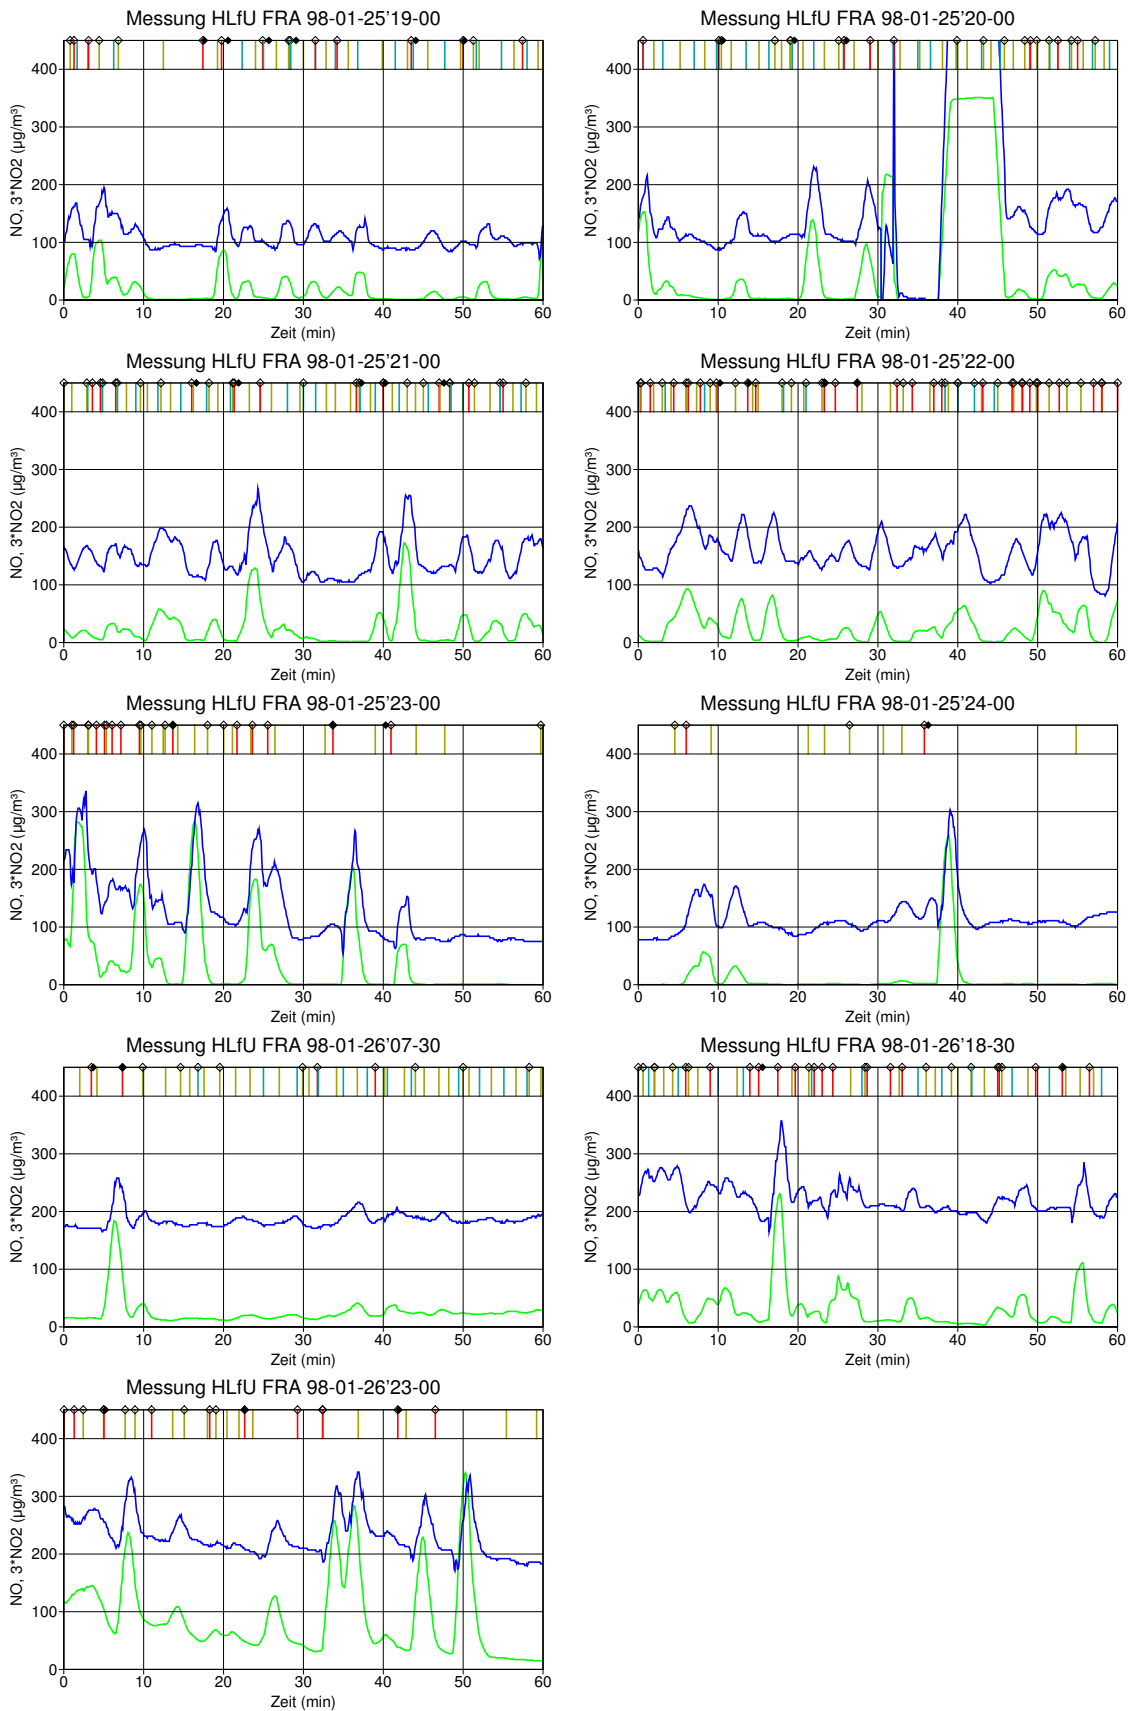 Messung HLfU FRA 98-01-25'19-00
NO, 3*NO2 (µg/m³)
400
300
200
100
0
0 10 20 30 40 50 60
Zeit (min)
Messung HLfU FRA 98-01-25'20-00
NO, 3*NO2 (µg/m³)
400
300
200
100
0
0 10 20 30 40 50 60
Zeit (min)
Messung HLfU FRA 98-01-25'21-00
NO, 3*NO2 (µg/m³)
400
300
200
100
0
0 10 20 30 40 50 60
Zeit (min)
Messung HLfU FRA 98-01-25'22-00
NO, 3*NO2 (µg/m³)
400
300
200
100
0
0 10 20 30 40 50 60
Zeit (min)
Messung HLfU FRA 98-01-25'23-00
NO, 3*NO2 (µg/m³)
400
300
200
100
0
0 10 20 30 40 50 60
Zeit (min)
Messung HLfU FRA 98-01-25'24-00
NO, 3*NO2 (µg/m³)
400
300
200
100
0
0 10 20 30 40 50 60
Zeit (min)
Messung HLfU FRA 98-01-26'07-30
NO, 3*NO2 (µg/m³)
400
300
200
100
0
0 10 20 30 40 50 60
Zeit (min)
Messung HLfU FRA 98-01-26'18-30
NO, 3*NO2 (µg/m³)
400
300
200
100
0
0 10 20 30 40 50 60
Zeit (min)
Messung HLfU FRA 98-01-26'23-00
NO, 3*NO2 (µg/m³)
400
300
200
100
0
0 10 20 30 40 50 60
Zeit (min)